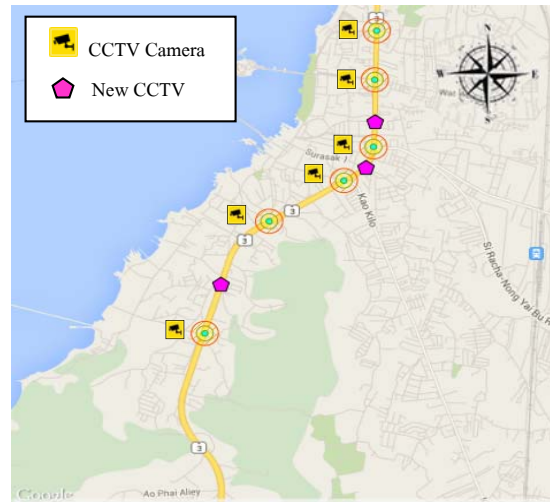 CCTV Camera
New CCTV
3
N
W
E
S
Surasak 1
3
Kao Kilo
3
Si Racha-Nong Yai Bu R
3
Google
Ao Phai Alley